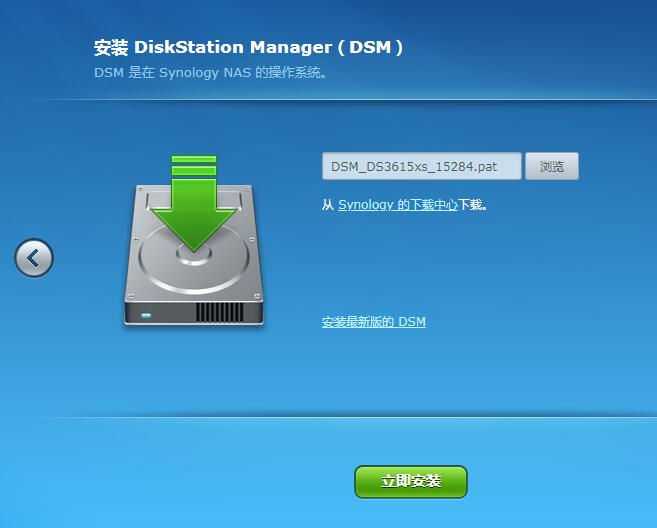 安装 DiskStation Manager（DSM）
DSM 是在 Synology NAS 的操作系统。
DSM_DS3615xs_15284.pat
浏览
从 Synology 的下载中心下载。
安装最新版的 DSM
立即安装